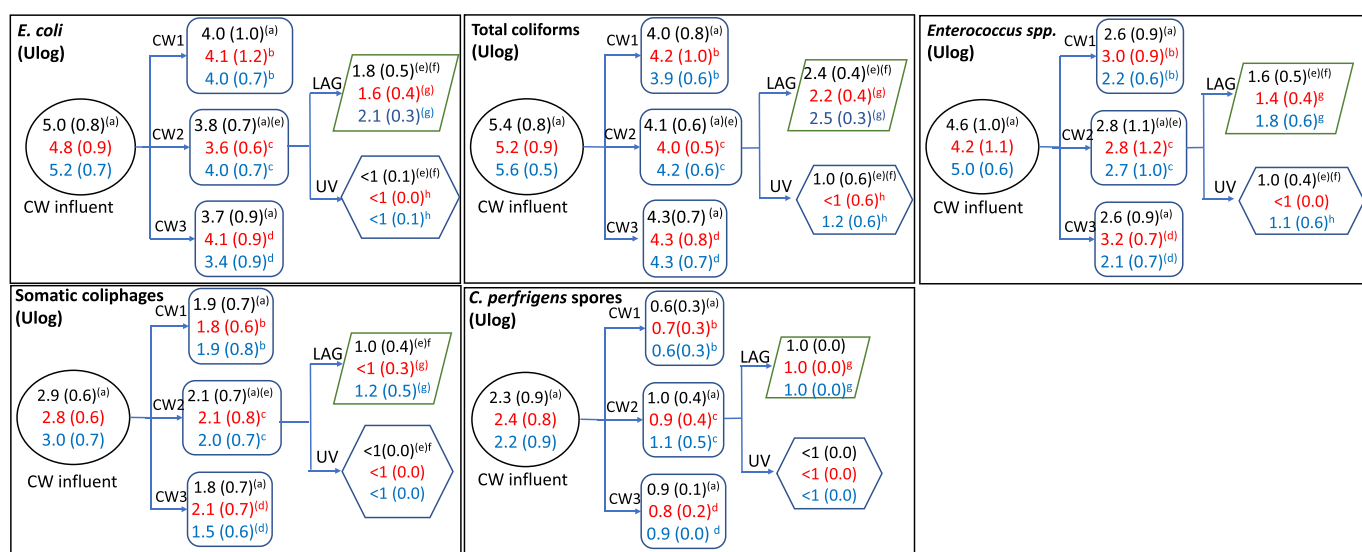 E. coli
(Ulog)
5.0 (0.8)(a)
4.8 (0.9)
5.2 (0.7)
CW influent
CW1
4.0 (1.0)(a)
4.1 (1.2)b
4.0 (0.7)b
CW2
3.8 (0.7)(a)(e)
3.6 (0.6)c
4.0 (0.7)c
CW3
3.7 (0.9)(a)
4.1 (0.9)d
3.4 (0.9)d
LAG
1.8 (0.5)(e)(f)
1.6 (0.4)(g)
2.1 (0.3)(g)
UV
<1 (0.1)(e)(f)
<1 (0.0)h
<1 (0.1)h
Total coliforms
(Ulog)
5.4 (0.8)(a)
5.2 (0.9)
5.6 (0.5)
CW influent
CW1
4.0 (0.8)(a)
4.2 (1.0)b
3.9 (0.6)b
CW2
4.1 (0.6) (a)(e)
4.0 (0.5)c
4.2 (0.6)c
CW3
4.3(0.7) (a)
4.3 (0.8)d
4.3 (0.7)d
LAG
2.4 (0.4)(e)(f)
2.2 (0.4)(g)
2.5 (0.3)(g)
UV
1.0 (0.6)(e)(f)
<1 (0.6)h
1.2 (0.6)h
Enterococcus spp.
(Ulog)
4.6 (1.0)(a)
4.2 (1.1)
5.0 (0.6)
CW influent
CW1
2.6 (0.9)(a)
3.0 (0.9)(b)
2.2 (0.6)(b)
CW2
2.8 (1.1)(a)(e)
2.8 (1.2)c
2.7 (1.0)c
CW3
2.6 (0.9)(a)
3.2 (0.7)(d)
2.1 (0.7)(d)
LAG
1.6 (0.5)(e)(f)
1.4 (0.4)g
1.8 (0.6)g
UV
1.0 (0.4)(e)(f)
<1 (0.0)
1.1 (0.6)h
Somatic coliphages
(Ulog)
2.9 (0.6)(a)
2.8 (0.6)
3.0 (0.7)
CW influent
CW1
1.9 (0.7)(a)
1.8 (0.6)b
1.9 (0.8)b
CW2
2.1 (0.7)(a)(e)
2.1 (0.8)c
2.0 (0.7)c
CW3
1.8 (0.7)(a)
2.1 (0.7)(d)
1.5 (0.6)(d)
LAG
1.0 (0.4)(e)f
<1 (0.3)(g)
1.2 (0.5)(g)
UV
<1(0.0)(e)f
<1 (0.0)
<1 (0.0)
C. perfrigens spores
(Ulog)
2.3 (0.9)(a)
2.4 (0.8)
2.2 (0.9)
CW influent
CW1
0.6(0.3)(a)
0.7(0.3)b
0.6(0.3)b
CW2
1.0 (0.4)(a)
0.9 (0.4)c
1.1 (0.5)c
CW3
0.9 (0.1)(a)
0.8 (0.2)d
0.9 (0.0) d
LAG
1.0 (0.0)
1.0 (0.0)g
1.0 (0.0)g
UV
<1 (0.0)
<1 (0.0)
<1 (0.0)